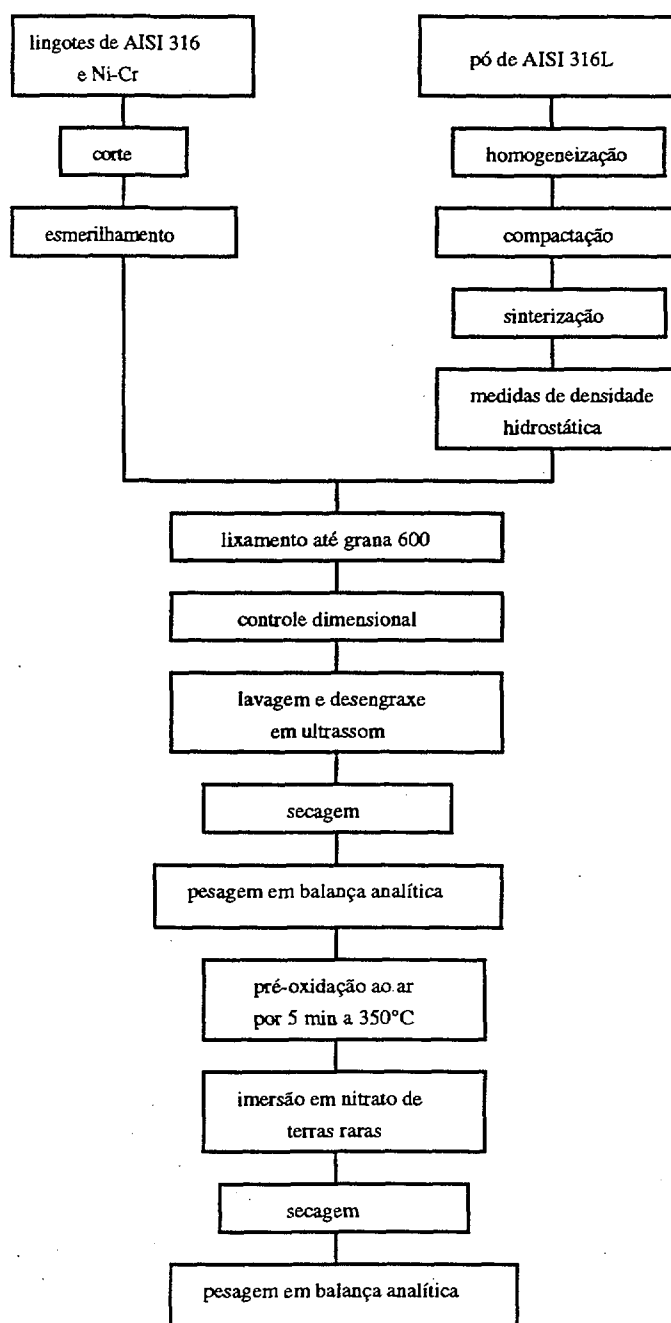 lingotes de AISI 316
e Ni-Cr
corte
esmerilhamento
pó de AISI 316L
homogeneização
compactação
sinterização
medidas de densidade
hidrostática
lixamento até grana 600
controle dimensional
lavagem e desengraxe
em ultrassom
secagem
pesagem em balança analítica
pré-oxidação ao ar
por 5 min a 350°C
imersão em nitrato de
terras raras
secagem
pesagem em balança analítica